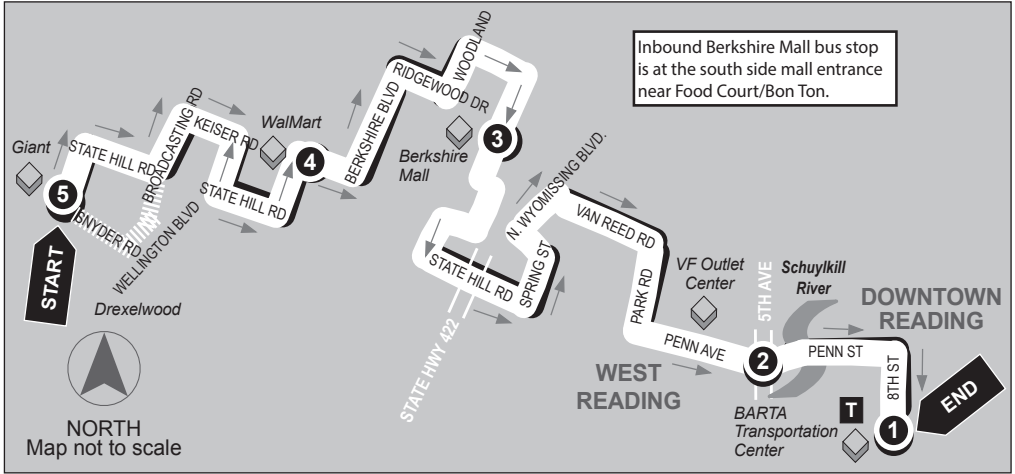 Inbound Berkshire Mall bus stop
is at the south side mall entrance
near Food Court/Bon Ton.
WOODLAND
RIDGEWOOD DR
BERKSHIRE BLVD
BROADCASTING RD
KEISER RD
WalMart
Giant
STATE HILL RD
4
3
Berkshire
Mall
5
SNYDER RD
WELLINGTON BLVD
STATE HILL RD
START
Drexelwood
N. WYOMISSING BLVD.
VAN REED RD
STATE HILL RD
SPRING ST
STATE HWY 422
PARK RD
VF Outlet
Center
5TH AVE
Schuylkill
River
DOWNTOWN
READING
PENN AVE
2
PENN ST
8TH ST
END
WEST
READING
BARTA
Transportation
Center
T
1
NORTH
Map not to scale